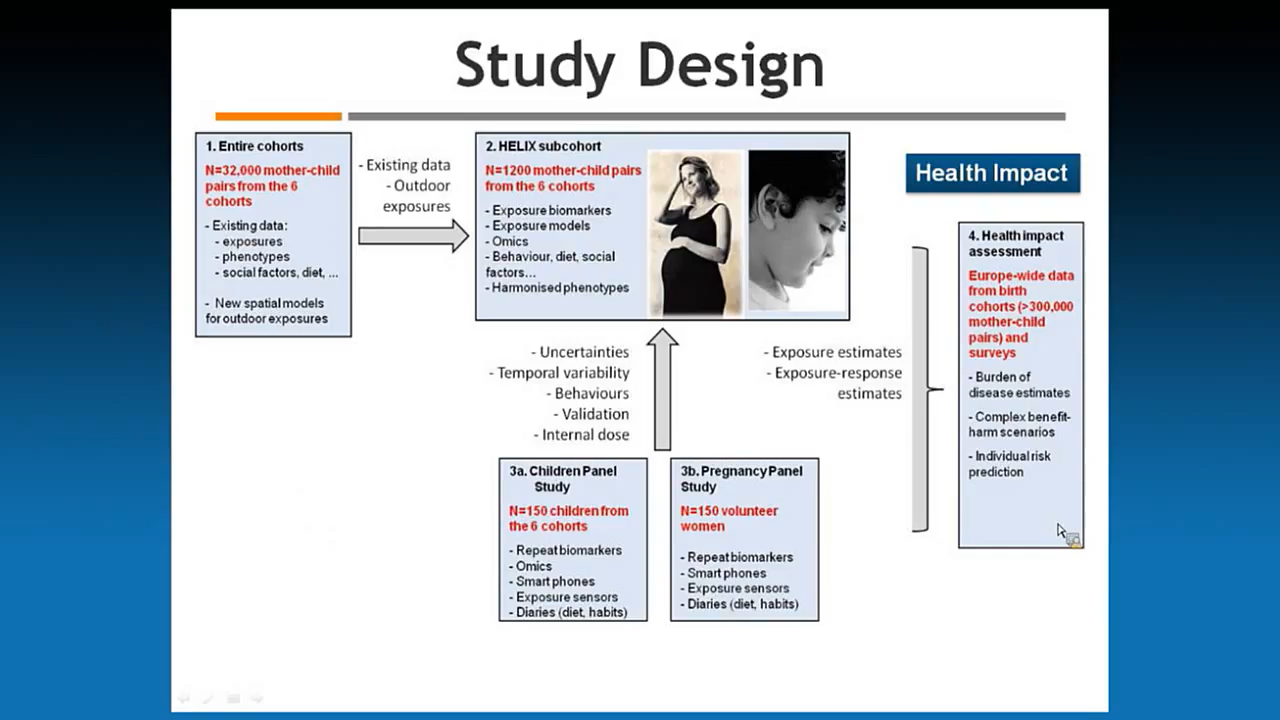 Study Design
1. Entire cohorts
N=32,000 mother-child
pairs from the 6
cohorts
- Existing data:
- exposures
- phenotypes
- social factors, diet, ...
- New spatial models
for outdoor exposures
- Existing data
- Outdoor
exposures
2. HELIX subcohort
N=1200 mother-child pairs
from the 6 cohorts
- Exposure biomarkers
- Exposure models
- Omics
- Behaviour, diet, social
factors...
- Harmonised phenotypes
- Uncertainties
- Temporal variability
- Behaviours
- Validation
- Internal dose
3a. Children Panel
Study
N=150 children from
the 6 cohorts
- Repeat biomarkers
- Omics
- Smart phones
- Exposure sensors
- Diaries (diet, habits)
3b. Pregnancy Panel
Study
N=150 volunteer
women
- Repeat biomarkers
- Smart phones
- Exposure sensors
- Diaries (diet, habits)
- Exposure estimates
- Exposure-response
estimates
Health Impact
4. Health impact
assessment
Europe-wide data
from birth
cohorts (>300,000
mother-child
pairs) and
surveys
- Burden of
disease estimates
- Complex benefit-
harm scenarios
- Individual risk
prediction